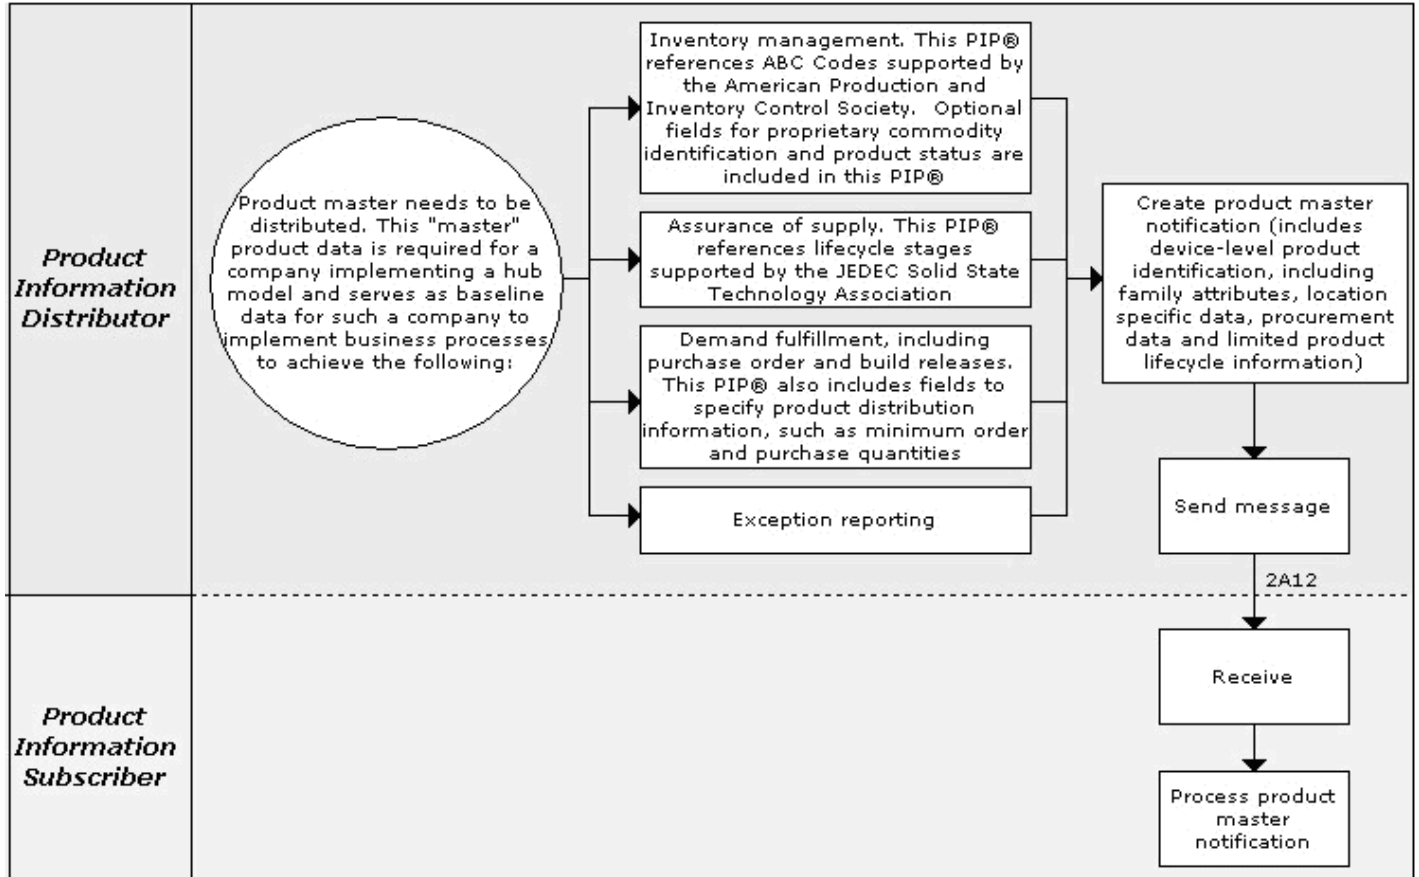 Product
Information
Distributor
Product master needs to be
distributed. This "master"
product data is required for a
company implementing a hub
model and serves as baseline
data for such a company to
implement business processes
to achieve the following:
Inventory management. This PIP®
references ABC Codes supported by
the American Production and
Inventory Control Society.  Optional
fields for proprietary commodity
identification and product status are
included in this PIP®
Assurance of supply. This PIP®
references lifecycle stages
supported by the JEDEC Solid State
Technology Association
Demand fulfillment, including
purchase order and build releases.
This PIP® also includes fields to
specify product distribution
information, such as minimum order
and purchase quantities
Exception reporting
Create product master
notification (includes
device-level product
identification, including
family attributes, location
specific data, procurement
data and limited product
lifecycle information)
Send message
2A12
Product
Information
Subscriber
Receive
Process product
master
notification